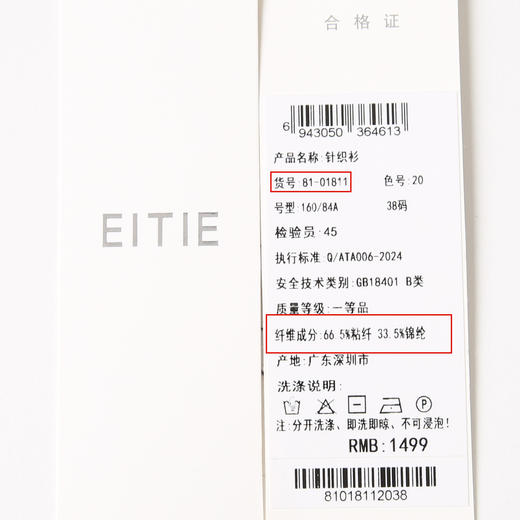 EITIE
合格证
6 943050 364613
产品名称:针织衫
货号:81-01811 色号:20
号型:160/84A 38码
检验员:45
执行标准:Q/ATA006-2024
安全技术类别:GB18401 B类
质量等级:一等品
纤维成分:66.5%粘纤 33.5%锦纶
产地:广东深圳市
洗涤说明:
P
注:分开洗涤、即洗即晾、不可浸泡!
RMB:1499
81018112038